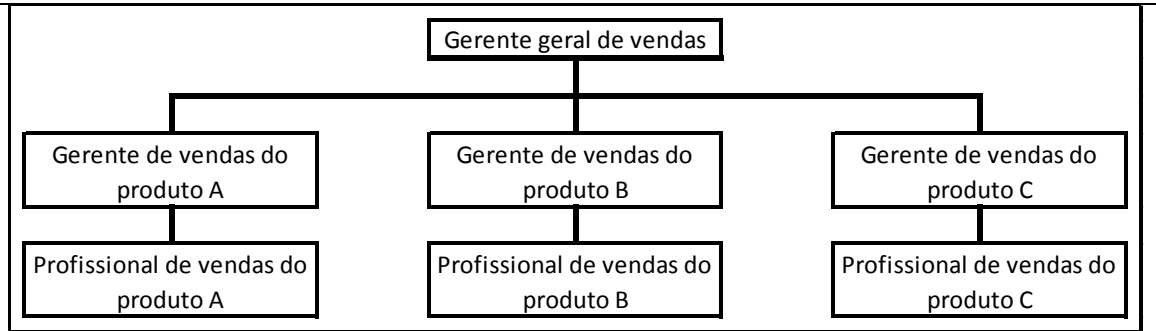 Gerente geral de vendas
Gerente de vendas do
produto A
Gerente de vendas do
produto B
Gerente de vendas do
produto C
Profissional de vendas do
produto A
Profissional de vendas do
produto B
Profissional de vendas do
produto C